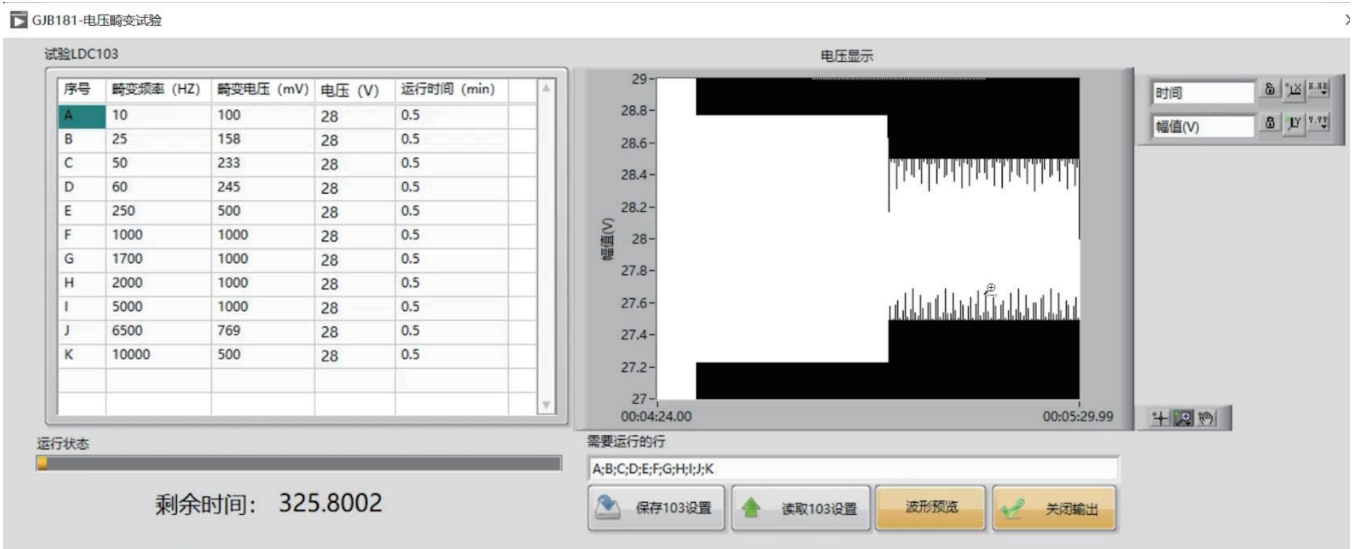 GJB181-电压畸变试验
试验LDC103
序号 畸变频率（HZ） 畸变电压（mV） 电压（V） 运行时间（min）
A 10 100 28 0.5
B 25 158 28 0.5
C 50 233 28 0.5
D 60 245 28 0.5
E 250 500 28 0.5
F 1000 1000 28 0.5
G 1700 1000 28 0.5
H 2000 1000 28 0.5
I 5000 1000 28 0.5
J 6500 769 28 0.5
K 10000 500 28 0.5
运行状态
剩余时间： 325.8002
电压显示
幅值(V)
29
28.8
28.6
28.4
28.2
28
27.8
27.6
27.4
27.2
27
00:04:24.00 00:05:29.99
时间
幅值(V)
需要运行的行
A;B;C;D;E;F;G;H;I;J;K
保存103设置 读取103设置 波形预览 关闭输出